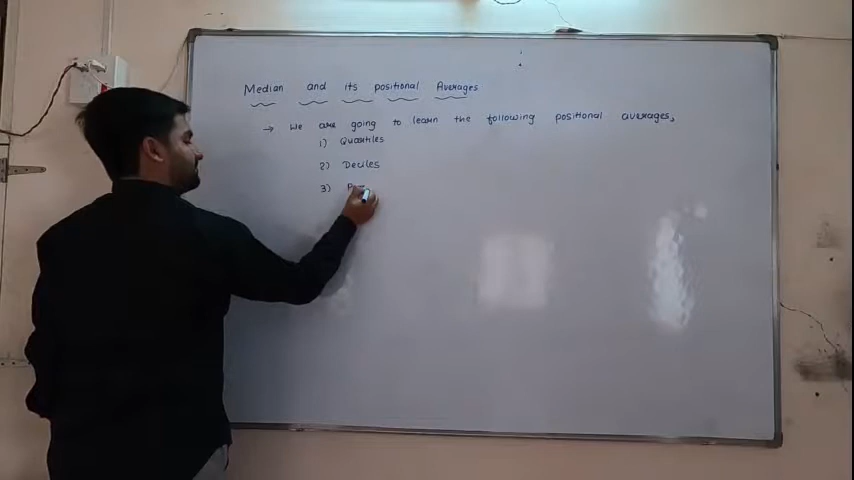 Median and its positional Averages
→ We are going to learn the following positional averages,
1) Quartiles
2) Deciles
3)